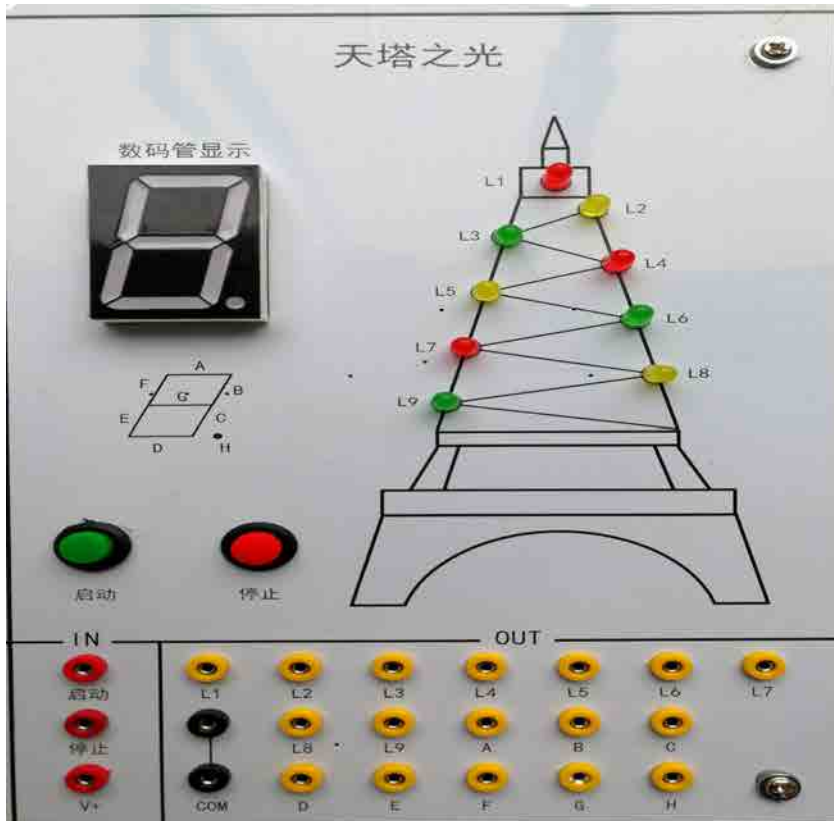 天塔之光
数码管显示
L1
L2
L3
L4
L5
L6
L7
L8
L9
A
F G B
E C
D H
启动 停止
IN OUT
启动 L1 L2 L3 L4 L5 L6 L7
停止 L8 L9 A B C
V+ COM D E F G H